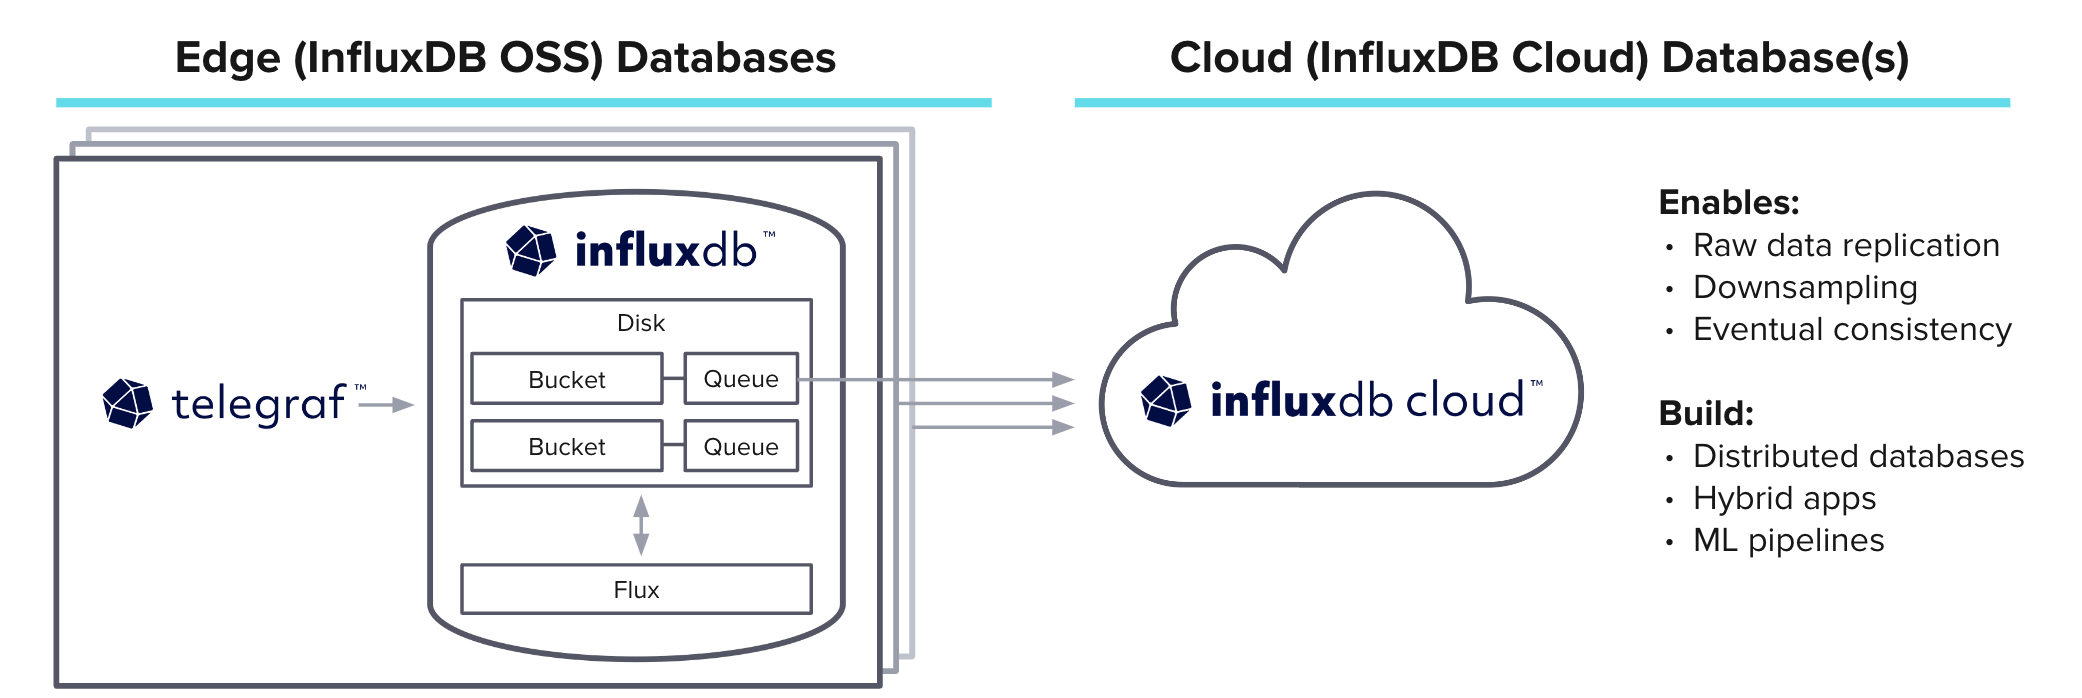 Edge (InfluxDB OSS) Databases
Cloud (InfluxDB Cloud) Database(s)
influxdb™
Disk
Bucket
Queue
Bucket
Queue
Flux
telegraf™
influxdb cloud™
Enables:
• Raw data replication
• Downsampling
• Eventual consistency
Build:
• Distributed databases
• Hybrid apps
• ML pipelines